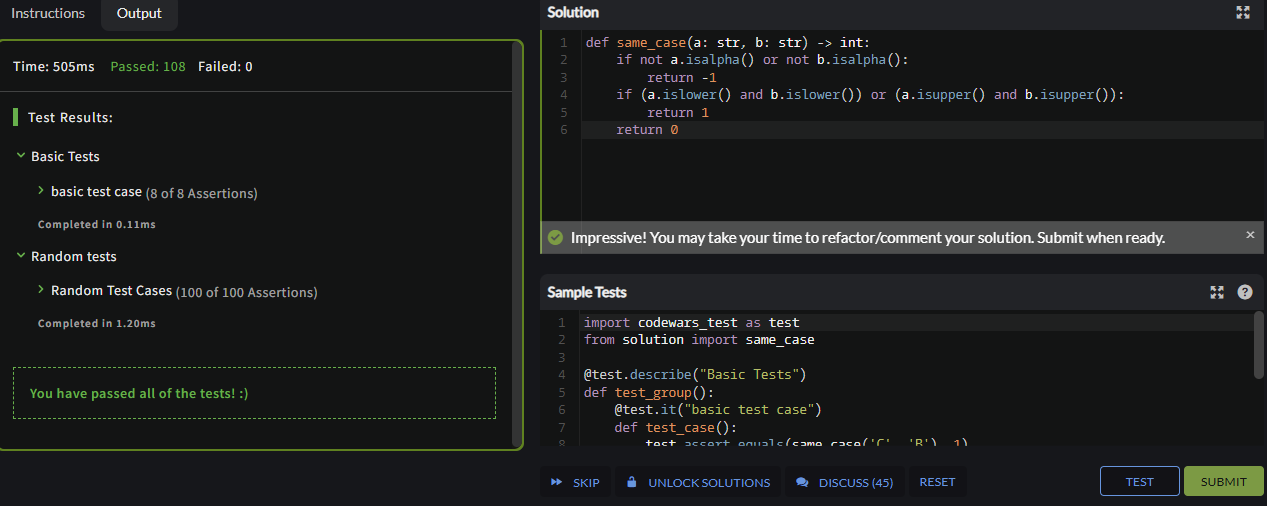 Instructions
Output
Time: 505ms Passed: 108 Failed: 0
Test Results:
Basic Tests
basic test case (8 of 8 Assertions)
Completed in 0.11ms
Random tests
Random Test Cases (100 of 100 Assertions)
Completed in 1.20ms
You have passed all of the tests! :)
Solution
1 def same_case(a: str, b: str) -> int:
2     if not a.isalpha() or not b.isalpha():
3         return -1
4     if (a.islower() and b.islower()) or (a.isupper() and b.isupper()):
5         return 1
6     return 0
Impressive! You may take your time to refactor/comment your solution. Submit when ready.
Sample Tests
1 import codewars_test as test
2 from solution import same_case
3
4 @test.describe("Basic Tests")
5 def test_group():
6     @test.it("basic test case")
7     def test_case():
8         test.assert_equals(same_case('C', 'B'), 1)
SKIP
UNLOCK SOLUTIONS
DISCUSS (45)
RESET
TEST
SUBMIT